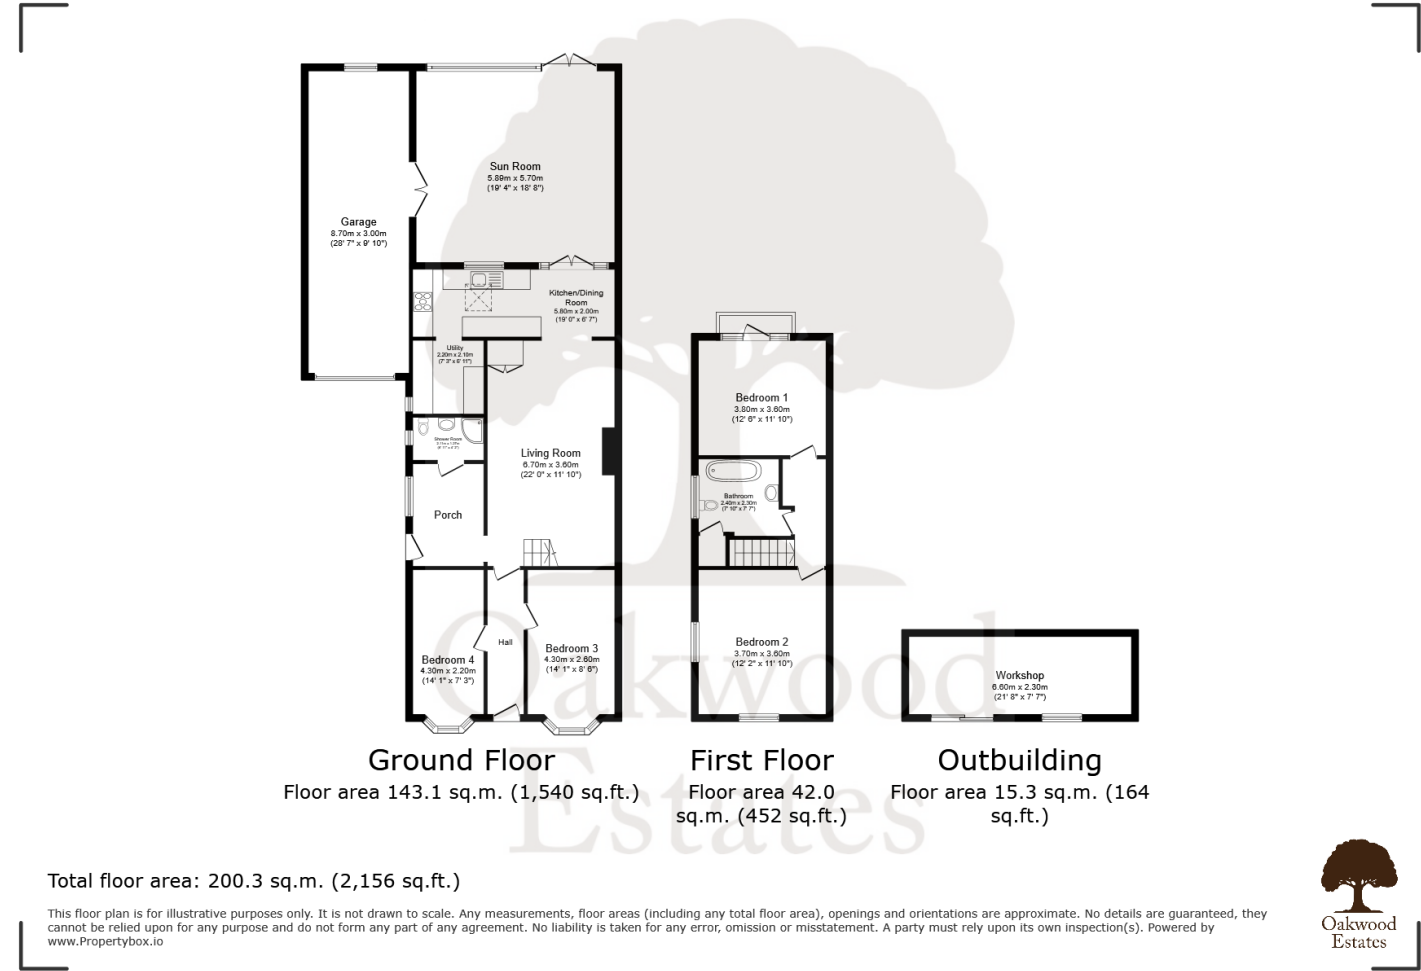 Sun Room
5.89m x 5.70m
(19' 4" x 18' 8")
Garage
8.70m x 3.00m
(28' 7" x 9' 10")
Kitchen/Dining
Room
5.80m x 2.00m
(19' 0" x 6' 7")
Utility
2.20m x 2.10m
(7' 3" x 6' 11")
Shower Room
Living Room
6.70m x 3.60m
(22' 0" x 11' 10")
Porch
Hall
Bedroom 3
4.30m x 2.60m
(14' 1" x 8' 6")
Bedroom 4
4.30m x 2.20m
(14' 1" x 7' 3")
Bedroom 1
3.80m x 3.60m
(12' 6" x 11' 10")
Bathroom
2.40m x 2.30m
(7' 10" x 7' 7")
Bedroom 2
3.70m x 3.60m
(12' 2" x 11' 10")
Workshop
6.60m x 2.30m
(21' 8" x 7' 7")
Oakwood
Estates
Ground Floor
Floor area 143.1 sq.m. (1,540 sq.ft.)
First Floor
Floor area 42.0
sq.m. (452 sq.ft.)
Outbuilding
Floor area 15.3 sq.m. (164
sq.ft.)
Total floor area: 200.3 sq.m. (2,156 sq.ft.)
This floor plan is for illustrative purposes only. It is not drawn to scale. Any measurements, floor areas (including any total floor area), openings and orientations are approximate. No details are guaranteed, they
cannot be relied upon for any purpose and do not form any part of any agreement. No liability is taken for any error, omission or misstatement. A party must rely upon its own inspection(s). Powered by
www.Propertybox.io
Oakwood
Estates